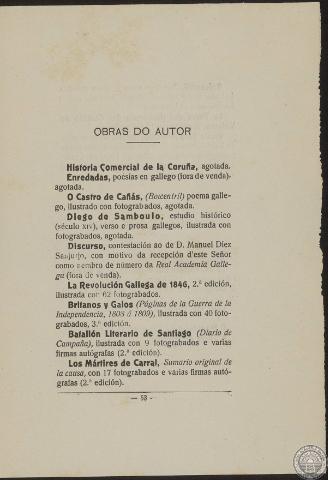 OBRAS DO AUTOR
Historia Comercial de la Coruña, agotada.
Enredadas, poesías en gallego (fora de venda).
agotada.
O Castro de Cañás, (Boicentril) poema galle-
go, ilustrado con fotograbados, agotada.
Diego de Samboulo, estudio histórico
(século XIV), verso e prosa gallegos, ilustrada con
fotograbados, agotada.
Discurso, contestación ao de D. Manuel Diez
Sanjurjo, con motivo da recepción d'este Señor
como membro de número da Real Academia Galle-
ga (fora de venda).
La Revolución Gallega de 1846, 2.ª edición,
ilustrada con 62 fotograbados.
Britanos y Galos (Páginas de la Guerra de la
Independencia, 1808 á 1809), ilustrada con 40 foto-
grabados, 3.ª edición.
Batallón Literario de Santiago (Diario de
Campaña), ilustrada con 9 fotograbados e varias
firmas autógrafas (2.ª edición).
Los Mártires de Carral, Sumario original de
la causa, con 17 fotograbados e varias firmas autó-
grafas (2.ª edición).
— 53 -